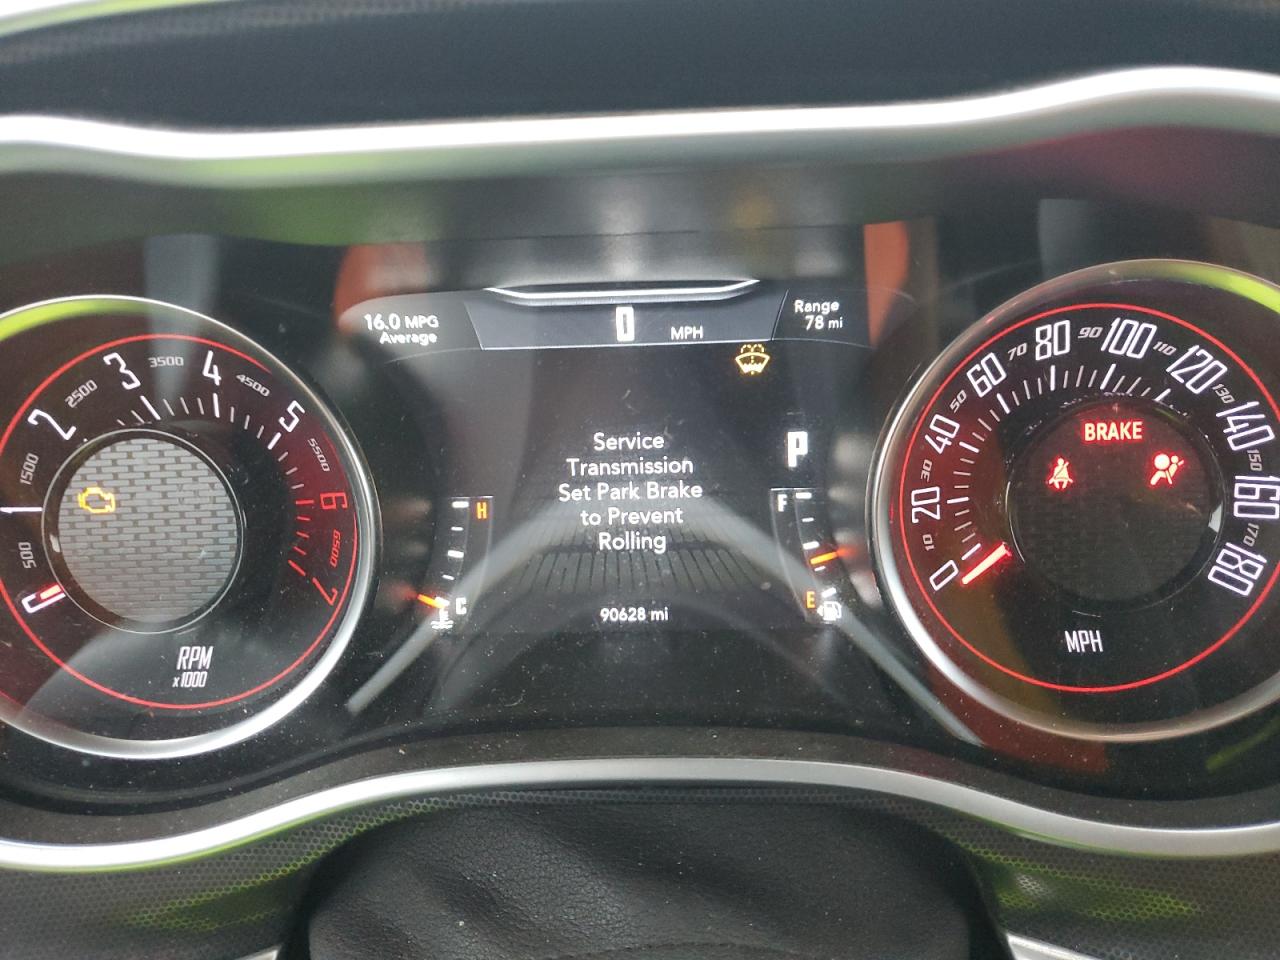 16.0 MPG
Average
0 MPH
Range
78 mi
Service
Transmission
Set Park Brake
to Prevent
Rolling
P
90628 mi
H
C
F
E
500
1
1500
2
2500
3
3500
4
4500
5
5500
6
6500
7
RPM
x1000
0
10
20
30
40
50
60
70
80
90
100
110
120
130
140
150
160
170
180
BRAKE
MPH